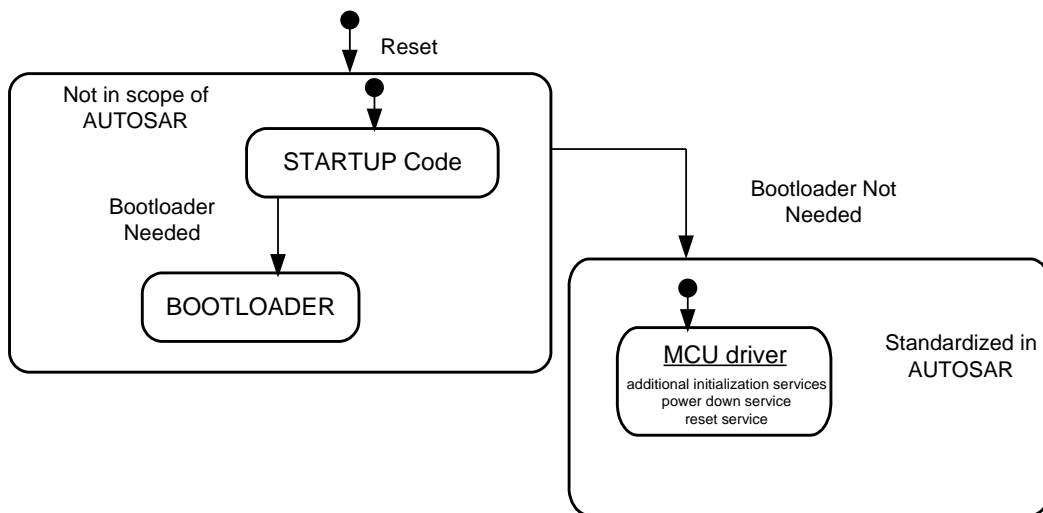 Reset
Not in scope of
AUTOSAR
STARTUP Code
Bootloader
Needed
BOOTLOADER
Bootloader Not
Needed
MCU driver
additional initialization services
power down service
reset service
Standardized in
AUTOSAR